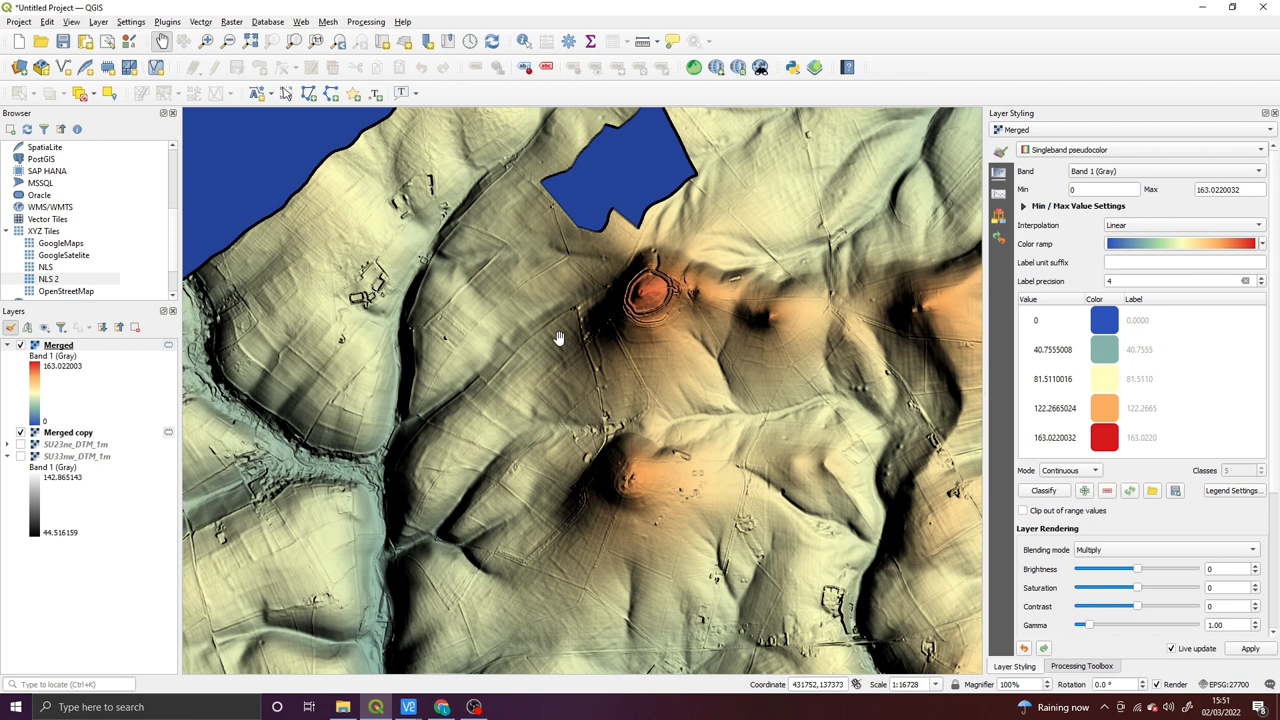 *Untitled Project — QGIS
Project Edit View Layer Settings Plugins Vector Raster Database Web Mesh Processing Help
Browser
SpatiaLite
PostGIS
SAP HANA
MSSQL
Oracle
WMS/WMTS
Vector Tiles
XYZ Tiles
GoogleMaps
GoogleSatelite
NLS
NLS 2
OpenStreetMap
Layers
Merged
Band 1 (Gray)
163.022003
0
Merged copy
SU23ne_DTM_1m
SU33nw_DTM_1m
Band 1 (Gray)
142.865143
44.516159
Layer Styling
Merged
Singleband pseudocolor
Band Band 1 (Gray)
Min 0 Max 163.0220032
Min / Max Value Settings
Interpolation Linear
Color ramp
Label unit suffix
Label precision 4
Value Color Label
0 0.0000
40.7555008 40.7555
81.5110016 81.5110
122.2665024 122.2665
163.0220032 163.0220
Mode Continuous Classes 5
Classify Legend Settings...
Clip out of range values
Layer Rendering
Blending mode Multiply
Brightness 0
Saturation 0
Contrast 0
Gamma 1.00
Live update Apply
Layer Styling Processing Toolbox
Type to locate (Ctrl+K) Coordinate 431752,137373 Scale 1:16728 Magnifier 100% Rotation 0.0 ° Render EPSG:27700
Type here to search Raining now 15:51
02/03/2022